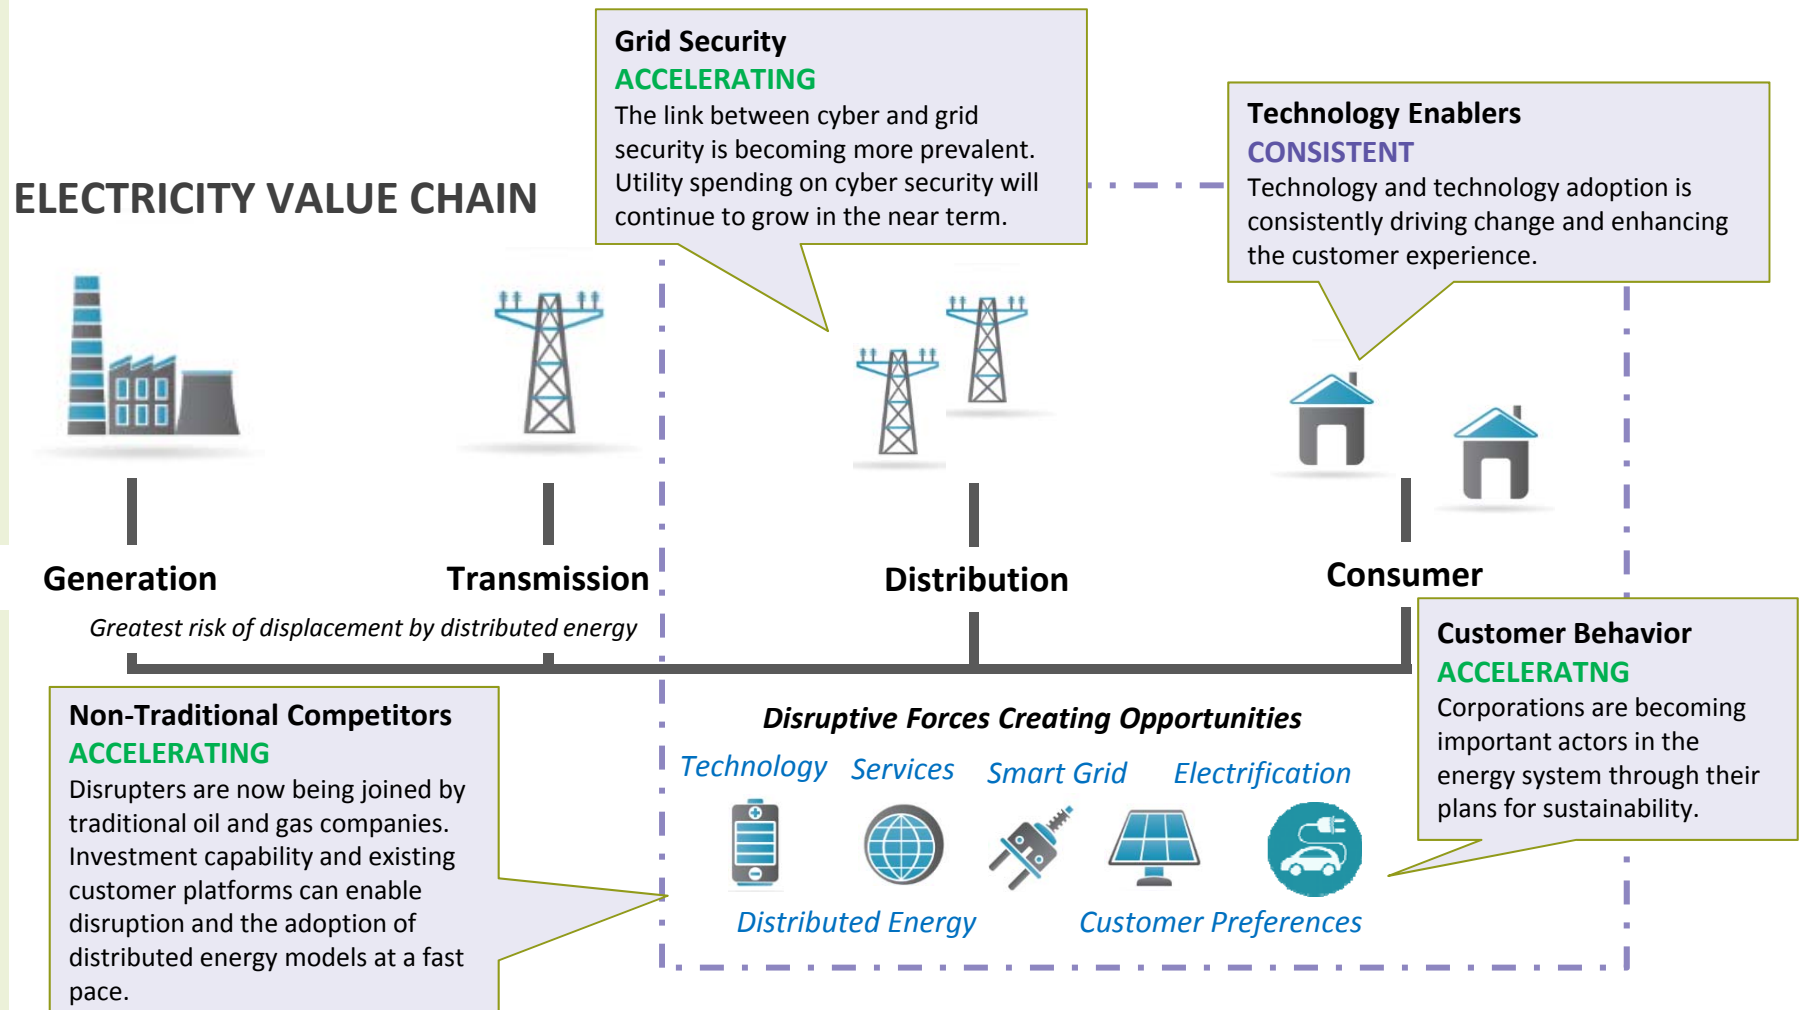 Grid Security
ACCELERATING
The link between cyber and grid
security is becoming more prevalent.
Utility spending on cyber security will
continue to grow in the near term.
Technology Enablers
CONSISTENT
Technology and technology adoption is
consistently driving change and enhancing
the customer experience.
ELECTRICITY VALUE CHAIN
Generation
Transmission
Distribution
Consumer
Greatest risk of displacement by distributed energy
Customer Behavior
ACCELERATNG
Corporations are becoming
important actors in the
energy system through their
plans for sustainability.
Non-Traditional Competitors
ACCELERATING
Disrupters are now being joined by
traditional oil and gas companies.
Investment capability and existing
customer platforms can enable
disruption and the adoption of
distributed energy models at a fast
pace.
Disruptive Forces Creating Opportunities
Technology Services Smart Grid Electrification
Distributed Energy Customer Preferences